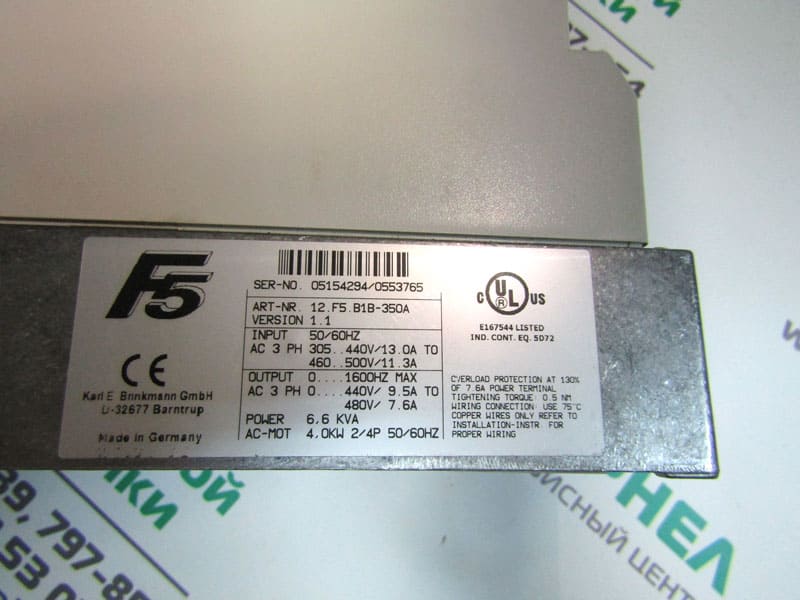 F5
CE
Karl E. Brinkmann GmbH
D-32677 Barntrup
Made in Germany
SER-NO. 05154294/0553765
ART-NR. 12.F5.B1B-350A
VERSION 1.1
INPUT 50/60HZ
AC 3 PH 305..440V/13.0A TO
460..500V/11.3A
OUTPUT 0....1600HZ MAX
AC 3 PH 0....440V/ 9.5A TO
480V/ 7.6A
POWER 6,6 KVA
AC-MOT 4,0KW 2/4P 50/60HZ
C UL US
E167544 LISTED
IND. CONT. EQ. 5D72
OVERLOAD PROTECTION AT 130%
OF 7.6A POWER TERMINAL
TIGHTENING TORQUE: 0.5 NM
WIRING CONNECTION: USE 75°C
COPPER WIRES ONLY REFER TO
INSTALLATION-INSTR. FOR
PROPER WIRING
39, 797-8
53 0